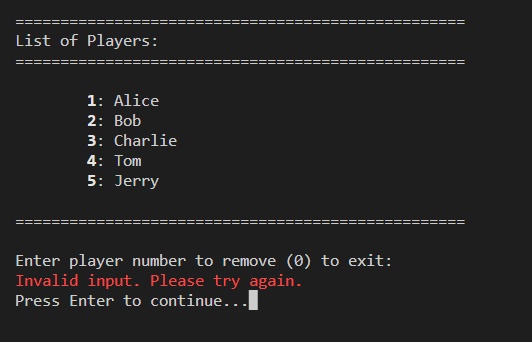 ==================================================
List of Players:
==================================================
1: Alice
2: Bob
3: Charlie
4: Tom
5: Jerry
==================================================
Enter player number to remove (0) to exit:
Invalid input. Please try again.
Press Enter to continue...